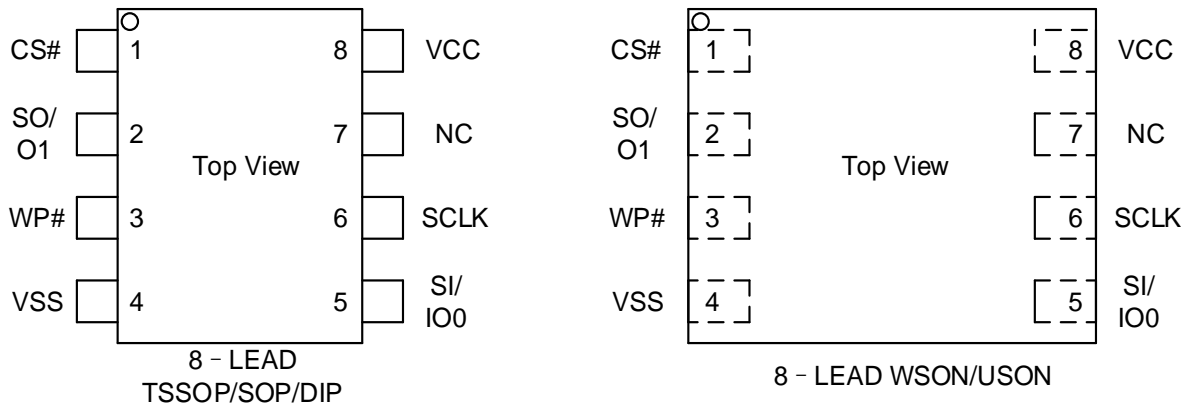 CS#
1
8
VCC
SO/
O1
2
7
NC
Top View
WP#
3
6
SCLK
VSS
4
5
SI/
IO0
8 – LEAD
TSSOP/SOP/DIP
CS#
1
8
VCC
SO/
O1
2
7
NC
Top View
WP#
3
6
SCLK
VSS
4
5
SI/
IO0
8 – LEAD WSON/USON